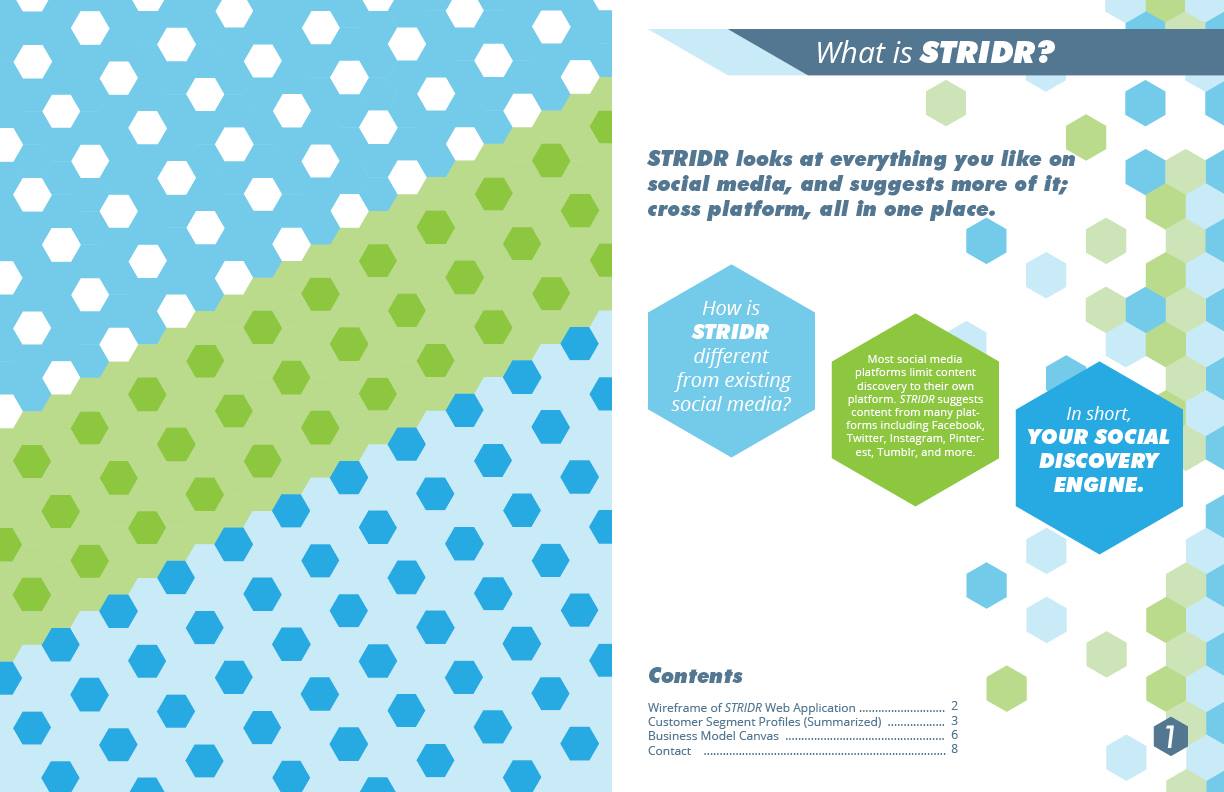 What is STRIDR?
STRIDR looks at everything you like on
social media, and suggests more of it;
cross platform, all in one place.
How is
STRIDR
different
from existing
social media?
Most social media
platforms limit content
discovery to their own
platform. STRIDR suggests
content from many plat-
forms including Facebook,
Twitter, Instagram, Pinter-
est, Tumblr, and more.
In short,
YOUR SOCIAL
DISCOVERY
ENGINE.
Contents
Wireframe of STRIDR Web Application ........................... 2
Customer Segment Profiles (Summarized) .................. 3
Business Model Canvas .................................................. 6
Contact ............................................................................ 8
1